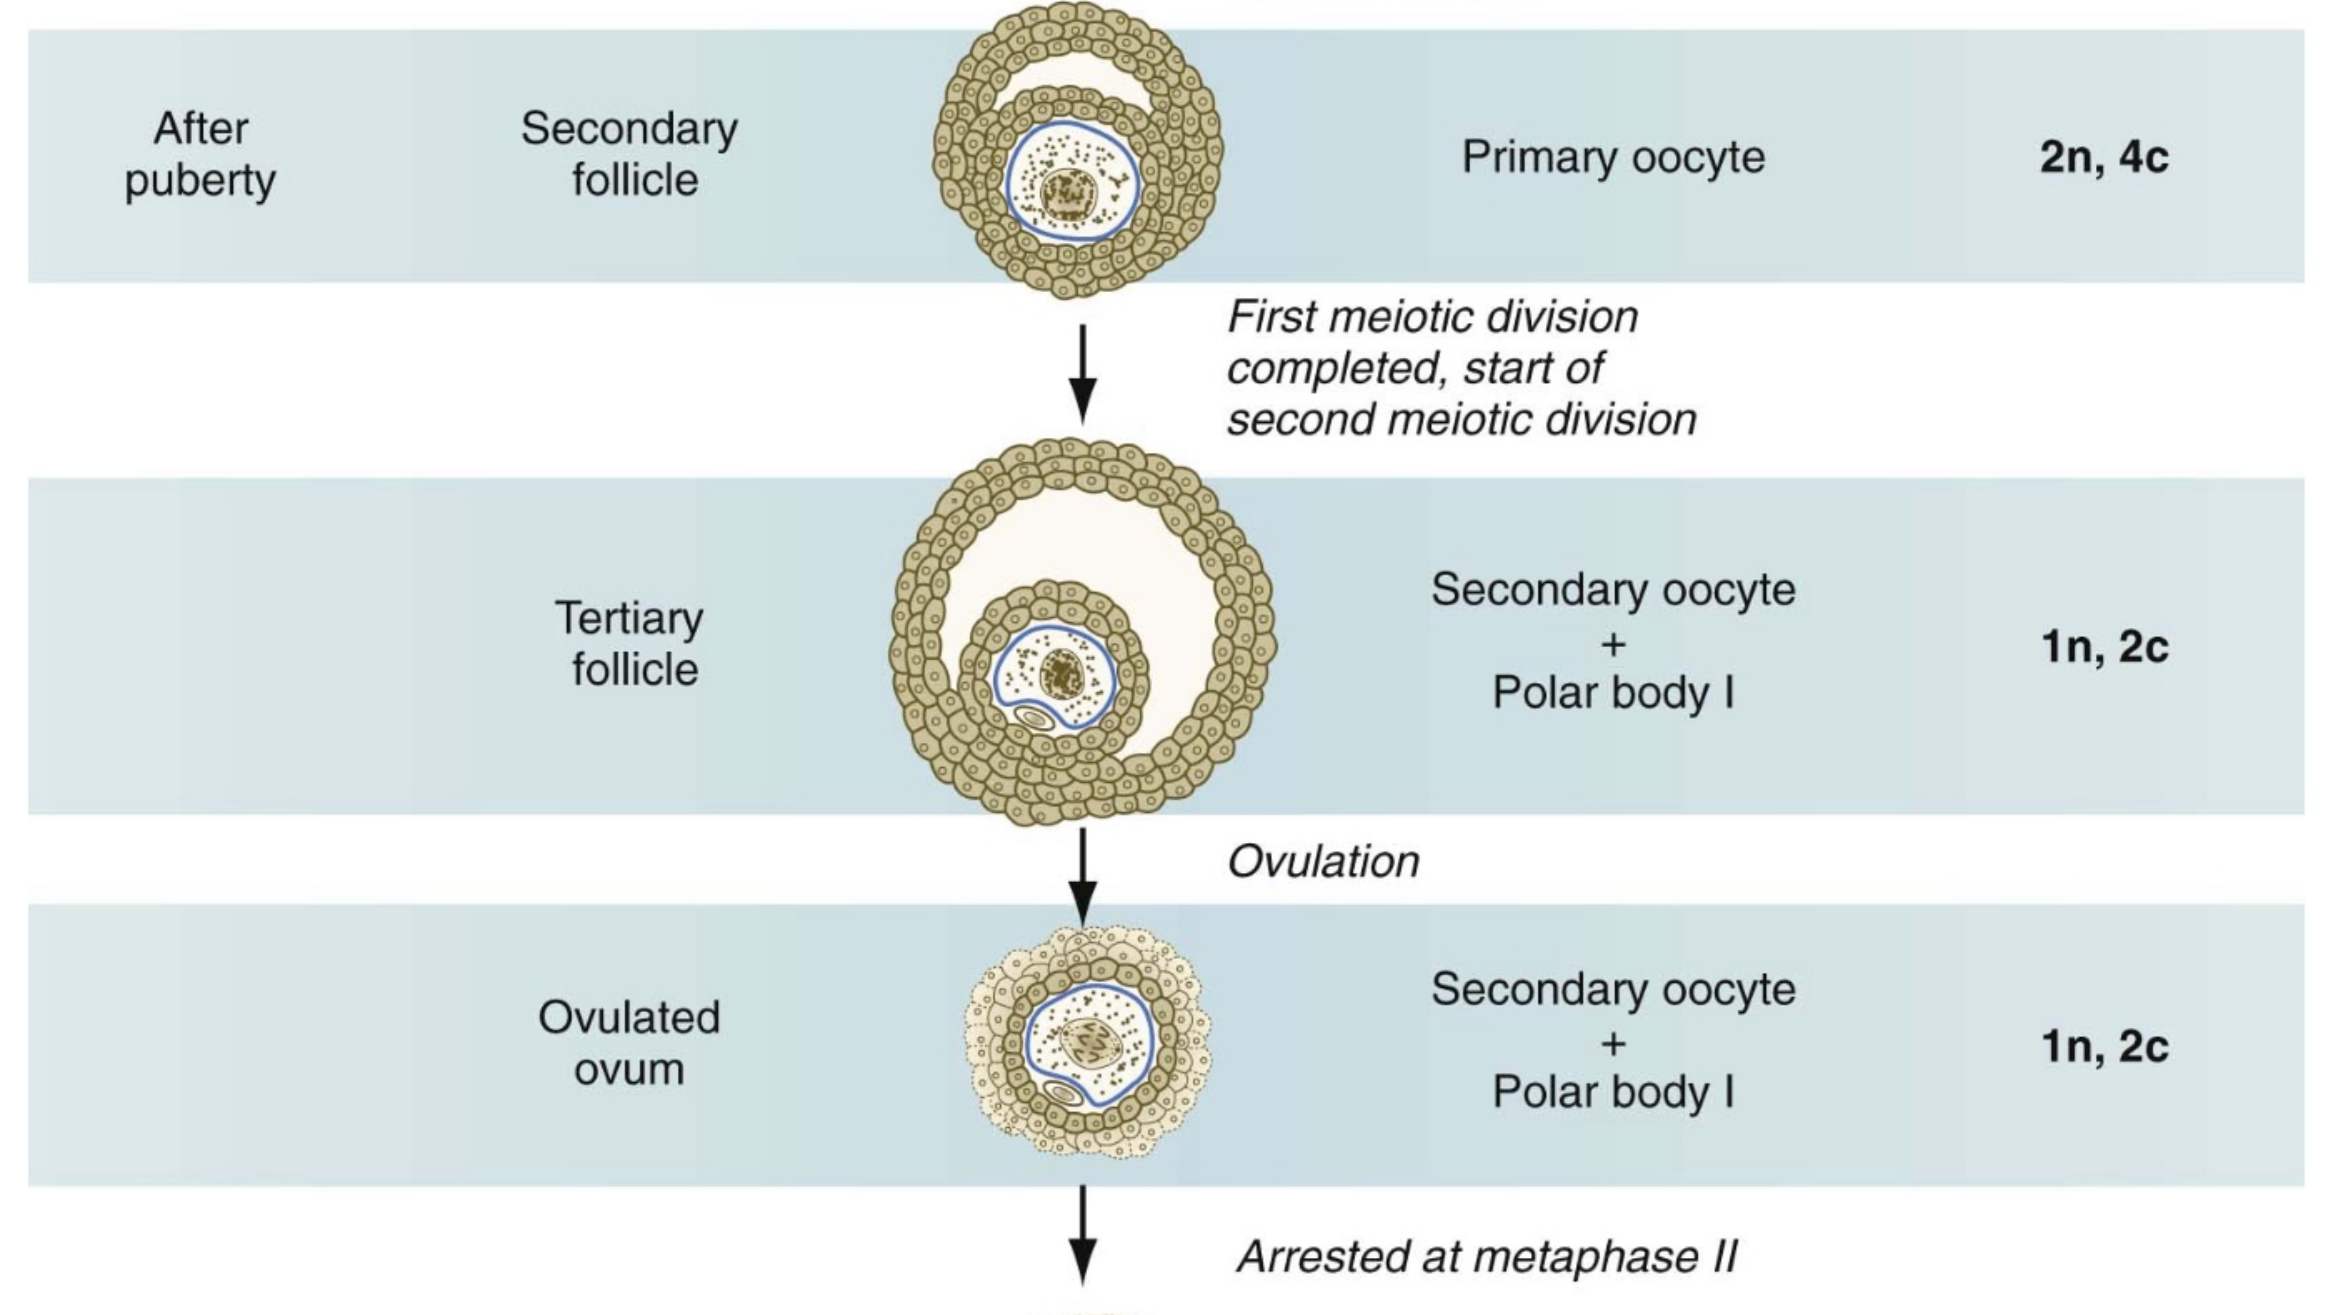 After
puberty
Secondary
follicle
Primary oocyte
2n, 4c
First meiotic division
completed, start of
second meiotic division
Tertiary
follicle
Secondary oocyte
+
Polar body I
1n, 2c
Ovulation
Ovulated
ovum
Secondary oocyte
+
Polar body I
1n, 2c
Arrested at metaphase II